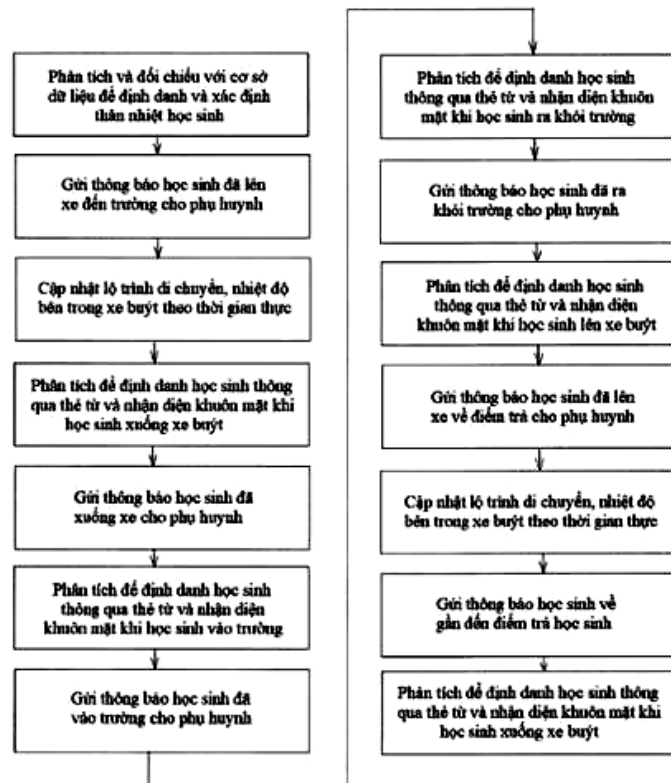 Phân tích và đối chiếu với cơ sở
dữ liệu để định danh và xác định
thân nhiệt học sinh
Gửi thông báo học sinh đã lên
xe đến trường cho phụ huynh
Cập nhật lộ trình di chuyển, nhiệt độ
bên trong xe buýt theo thời gian thực
Phân tích để định danh học sinh thông
qua thẻ từ và nhận diện khuôn mặt khi
học sinh xuống xe buýt
Gửi thông báo học sinh đã
xuống xe cho phụ huynh
Phân tích để định danh học sinh
thông qua thẻ từ và nhận diện
khuôn mặt khi học sinh vào trường
Gửi thông báo học sinh đã
vào trường cho phụ huynh
Phân tích để định danh học sinh
thông qua thẻ từ và nhận diện khuôn
mặt khi học sinh ra khỏi trường
Gửi thông báo học sinh đã ra
khỏi trường cho phụ huynh
Phân tích để định danh học sinh
thông qua thẻ từ và nhận diện
khuôn mặt khi học sinh lên xe buýt
Gửi thông báo học sinh đã lên
xe về điểm trả cho phụ huynh
Cập nhật lộ trình di chuyển, nhiệt độ
bên trong xe buýt theo thời gian thực
Gửi thông báo học sinh về
gần đến điểm trả học sinh
Phân tích để định danh học sinh thông
qua thẻ từ và nhận diện khuôn mặt khi
học sinh xuống xe buýt